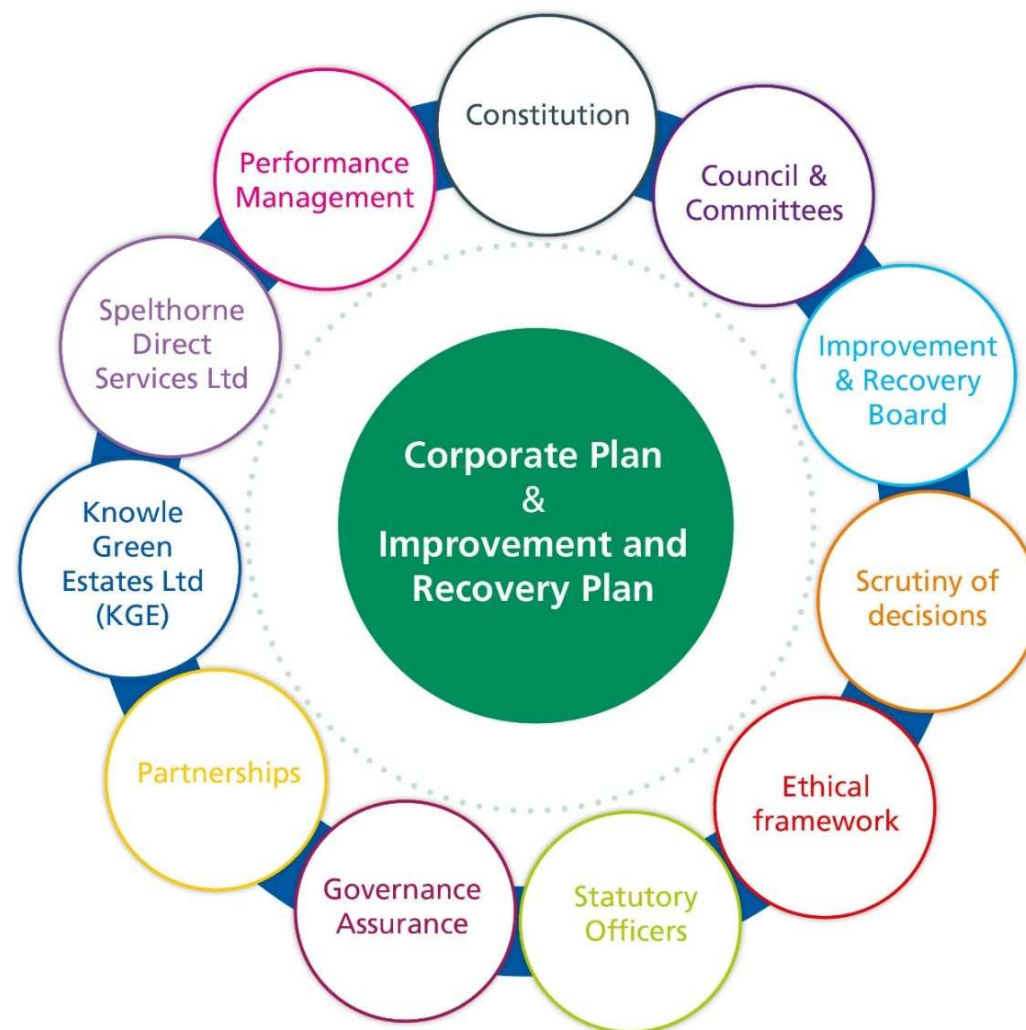 Constitution
Council &
Committees
Improvement
& Recovery
Board
Scrutiny of
decisions
Ethical
framework
Statutory
Officers
Governance
Assurance
Partnerships
Knowle
Green
Estates Ltd
(KGE)
Spelthorne
Direct
Services Ltd
Performance
Management
Corporate Plan
&
Improvement and
Recovery Plan